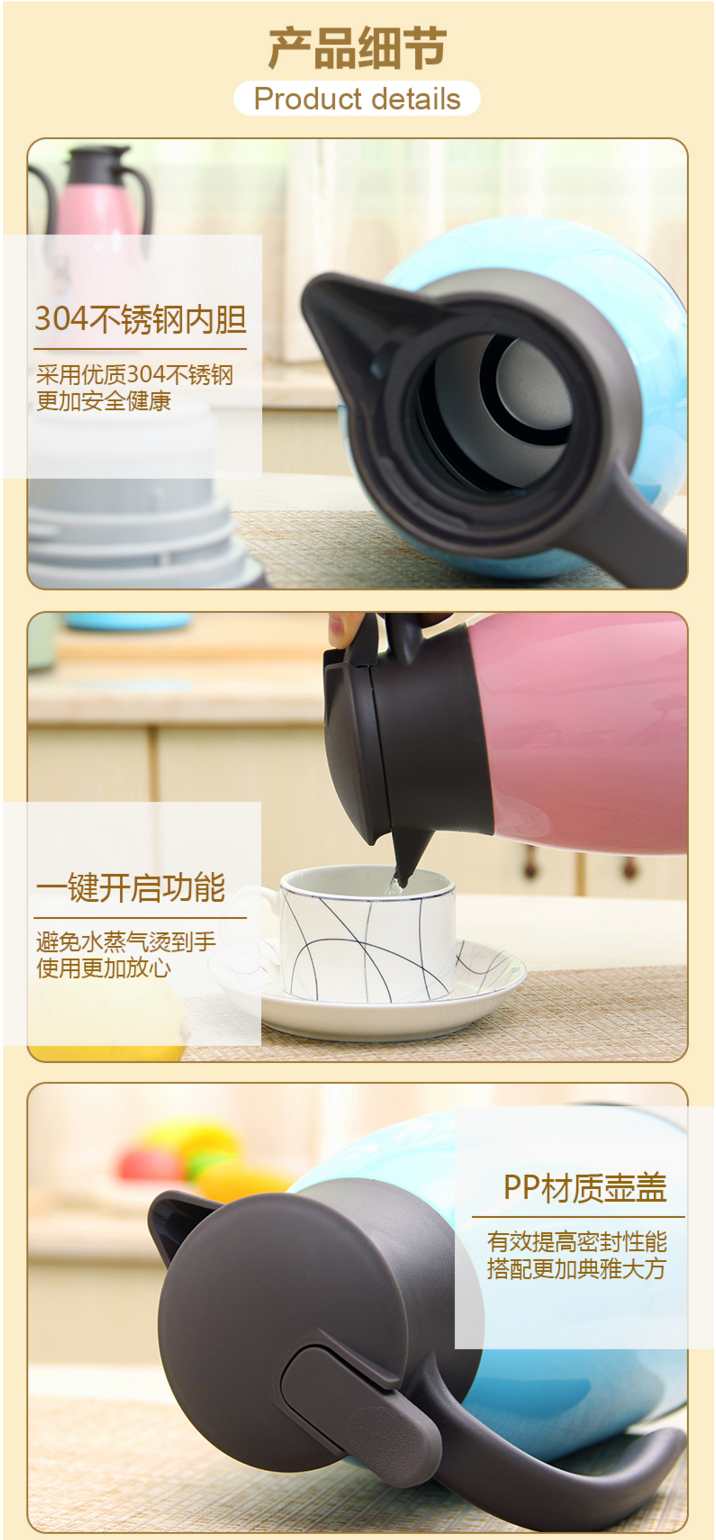 产品细节
Product details
304不锈钢内胆
采用优质304不锈钢
更加安全健康
一键开启功能
避免水蒸气烫到手
使用更加放心
PP材质壶盖
有效提高密封性能
搭配更加典雅大方